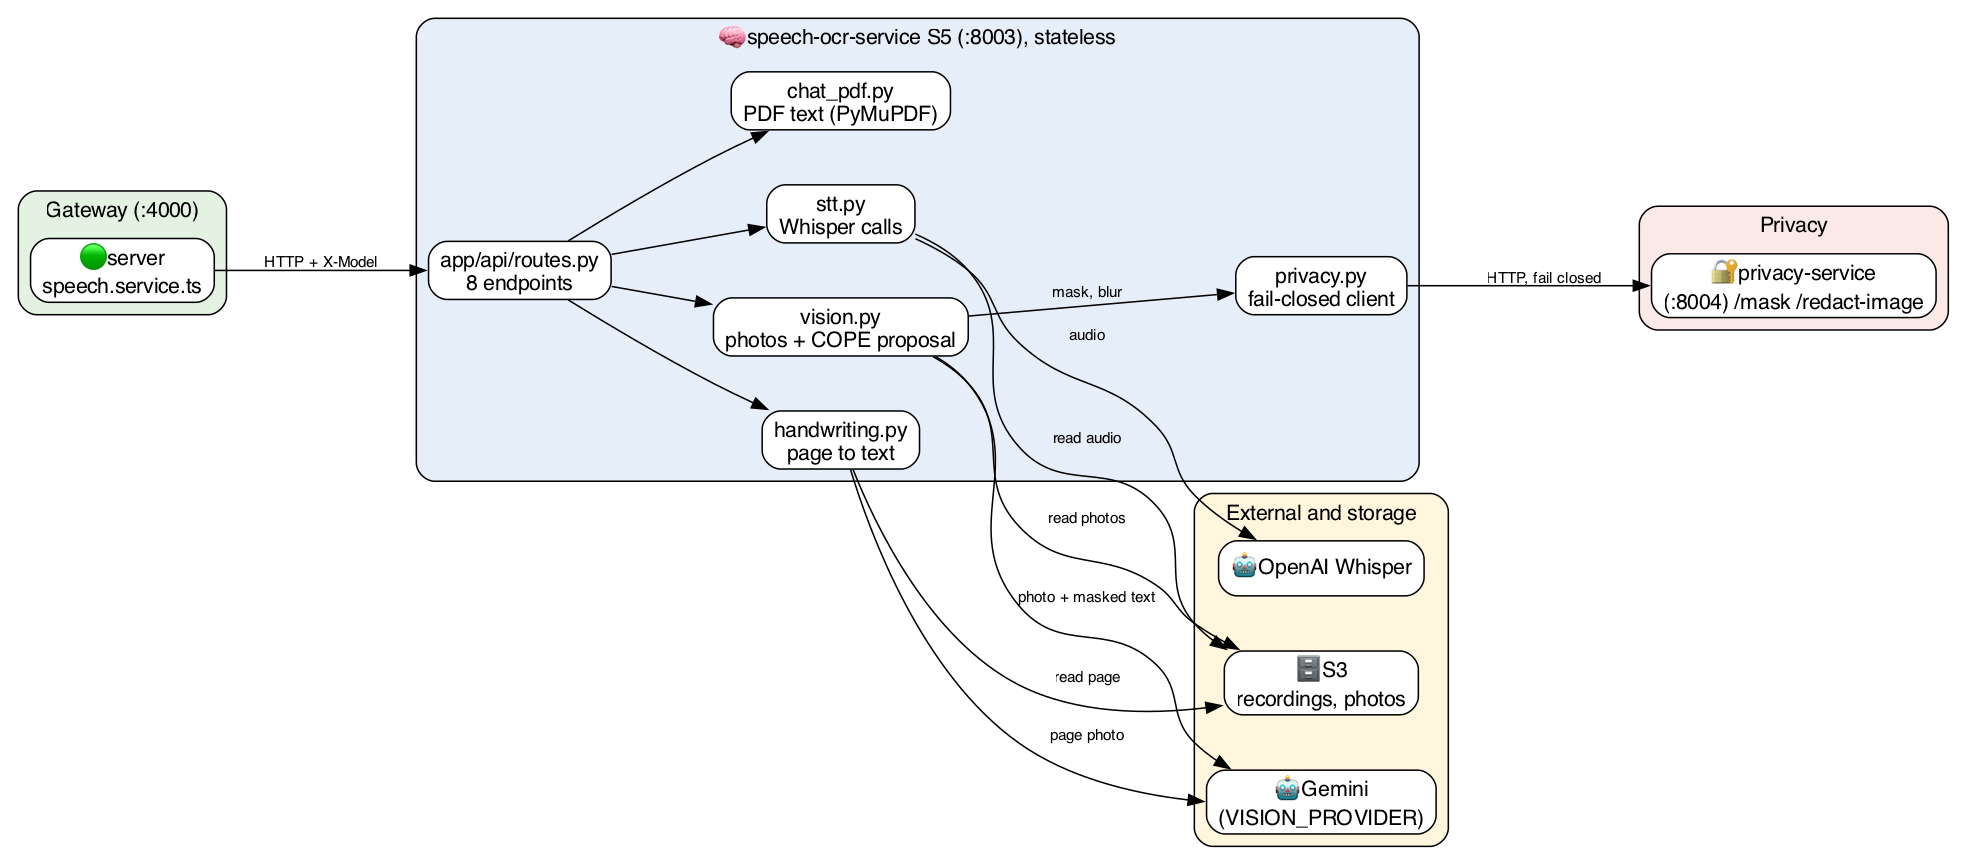 🧠speech-ocr-service S5 (:8003), stateless
chat_pdf.py
PDF text (PyMuPDF)
Gateway (:4000)
🟢server
speech.service.ts
HTTP + X-Model
app/api/routes.py
8 endpoints
stt.py
Whisper calls
vision.py
photos + COPE proposal
handwriting.py
page to text
mask, blur
audio
read audio
privacy.py
fail-closed client
HTTP, fail closed
Privacy
🔐privacy-service
(:8004) /mask /redact-image
read photos
photo + masked text
read page
page photo
External and storage
🤖OpenAI Whisper
🗄️S3
recordings, photos
🤖Gemini
(VISION_PROVIDER)